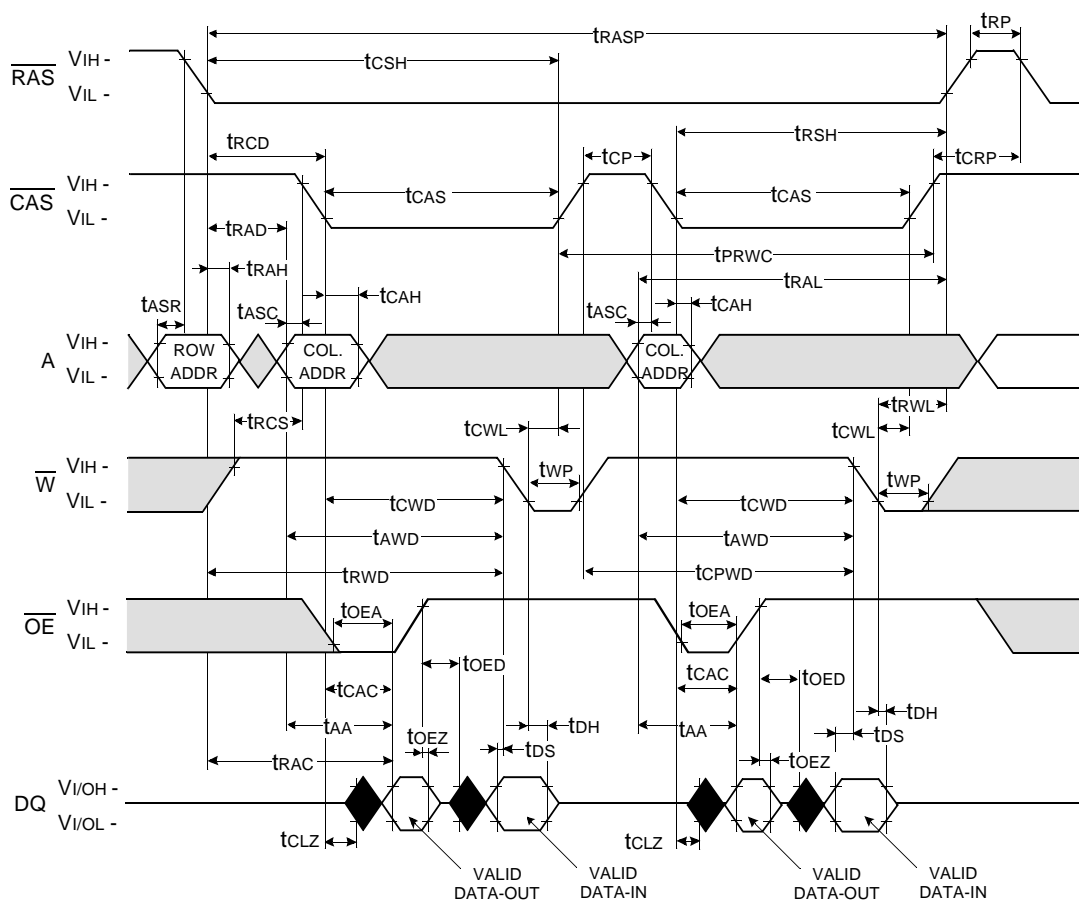 tRASP
tRP
RAS
VIH -
VIL -
tCSH
tRCD
tRSH
tCP
tCRP
CAS
VIH -
VIL -
tCAS
tCAS
tRAD
tPRWC
tRAH
tRAL
tASR
tASC
tCAH
tASC
tCAH
A
VIH -
VIL -
ROW
ADDR
COL.
ADDR
COL.
ADDR
tRCS
tCWL
tRWL
tCWL
W
VIH -
VIL -
tWP
tWP
tCWD
tCWD
tAWD
tAWD
tRWD
tCPWD
OE
VIH -
VIL -
tOEA
tOEA
tCAC
tOED
tCAC
tOED
tAA
tDH
tAA
tDH
tOEZ
tDS
tOEZ
tDS
tRAC
DQ
VI/OH -
VI/OL -
tCLZ
tCLZ
VALID
DATA-OUT
VALID
DATA-IN
VALID
DATA-OUT
VALID
DATA-IN